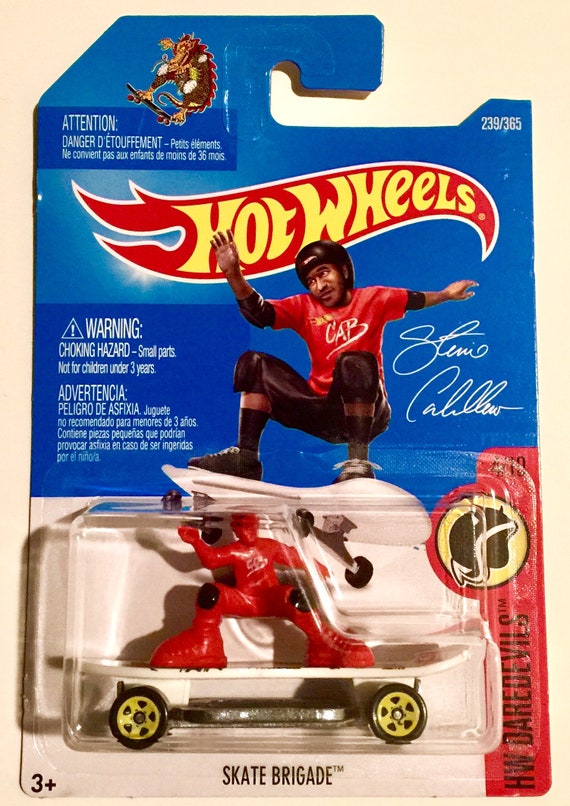 ATTENTION:
DANGER D'ÉTOUFFEMENT – Petits éléments.
Ne convient pas aux enfants de moins de 36 mois.
239/365
HOT WHEELS®
⚠WARNING:
CHOKING HAZARD – Small parts.
Not for children under 3 years.
CAB
Steve
Caballero
ADVERTENCIA:
PELIGRO DE ASFIXIA. Juguete
no recomendado para menores de 3 años.
Contiene piezas pequeñas que podrían
provocar asfixia en caso de ser ingeridas
por el niño/a.
HW DAREDEVILS™
CAB
SKATE BRIGADE™
3+